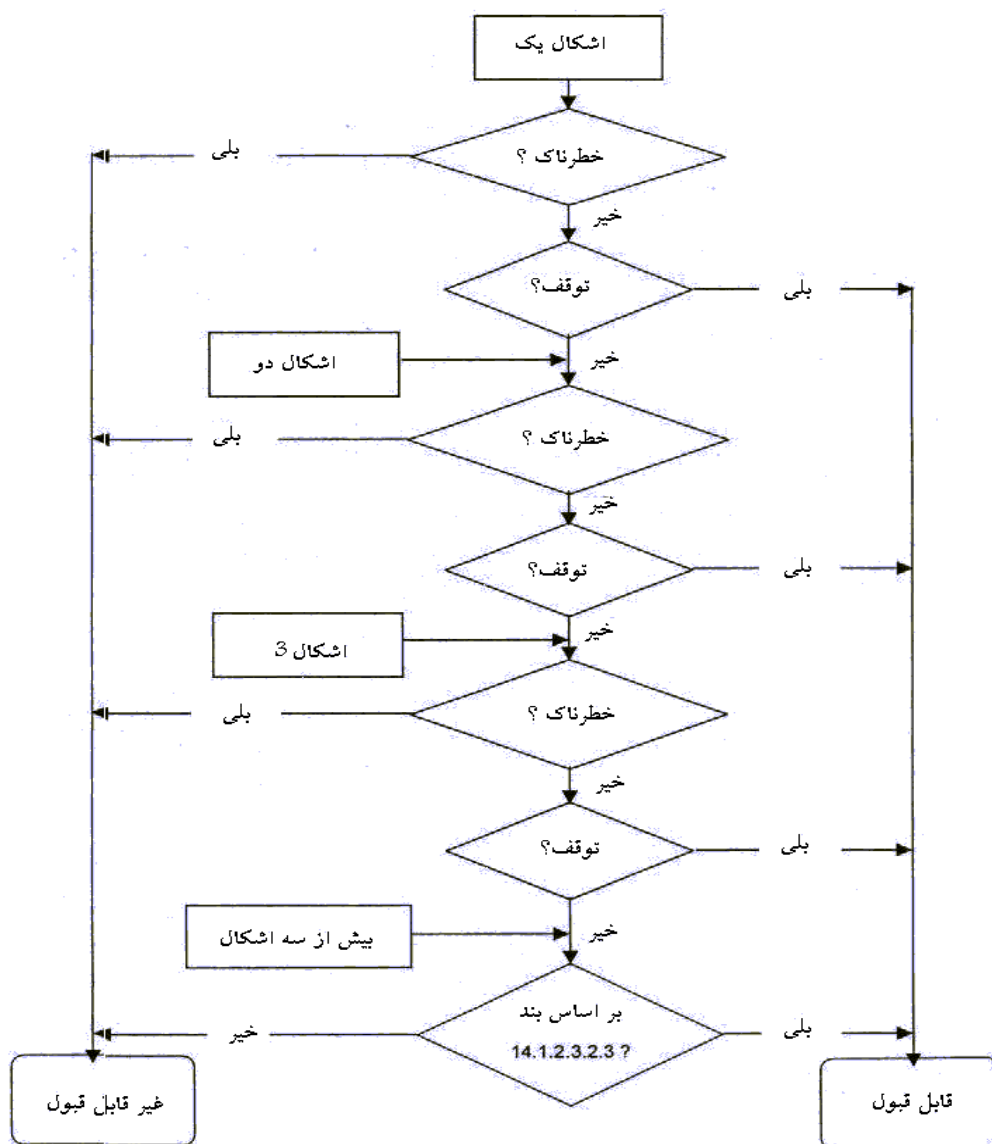 اشکال یک
خطرناک ؟
بلی
خیر
توقف؟
بلی
خیر
اشکال دو
خطرناک ؟
بلی
خیر
توقف؟
بلی
خیر
اشکال 3
خطرناک ؟
بلی
خیر
توقف؟
بلی
خیر
بیش از سه اشکال
بر اساس بند
14.1.2.3.2.3 ?
بلی
خیر
قابل قبول
غیر قابل قبول